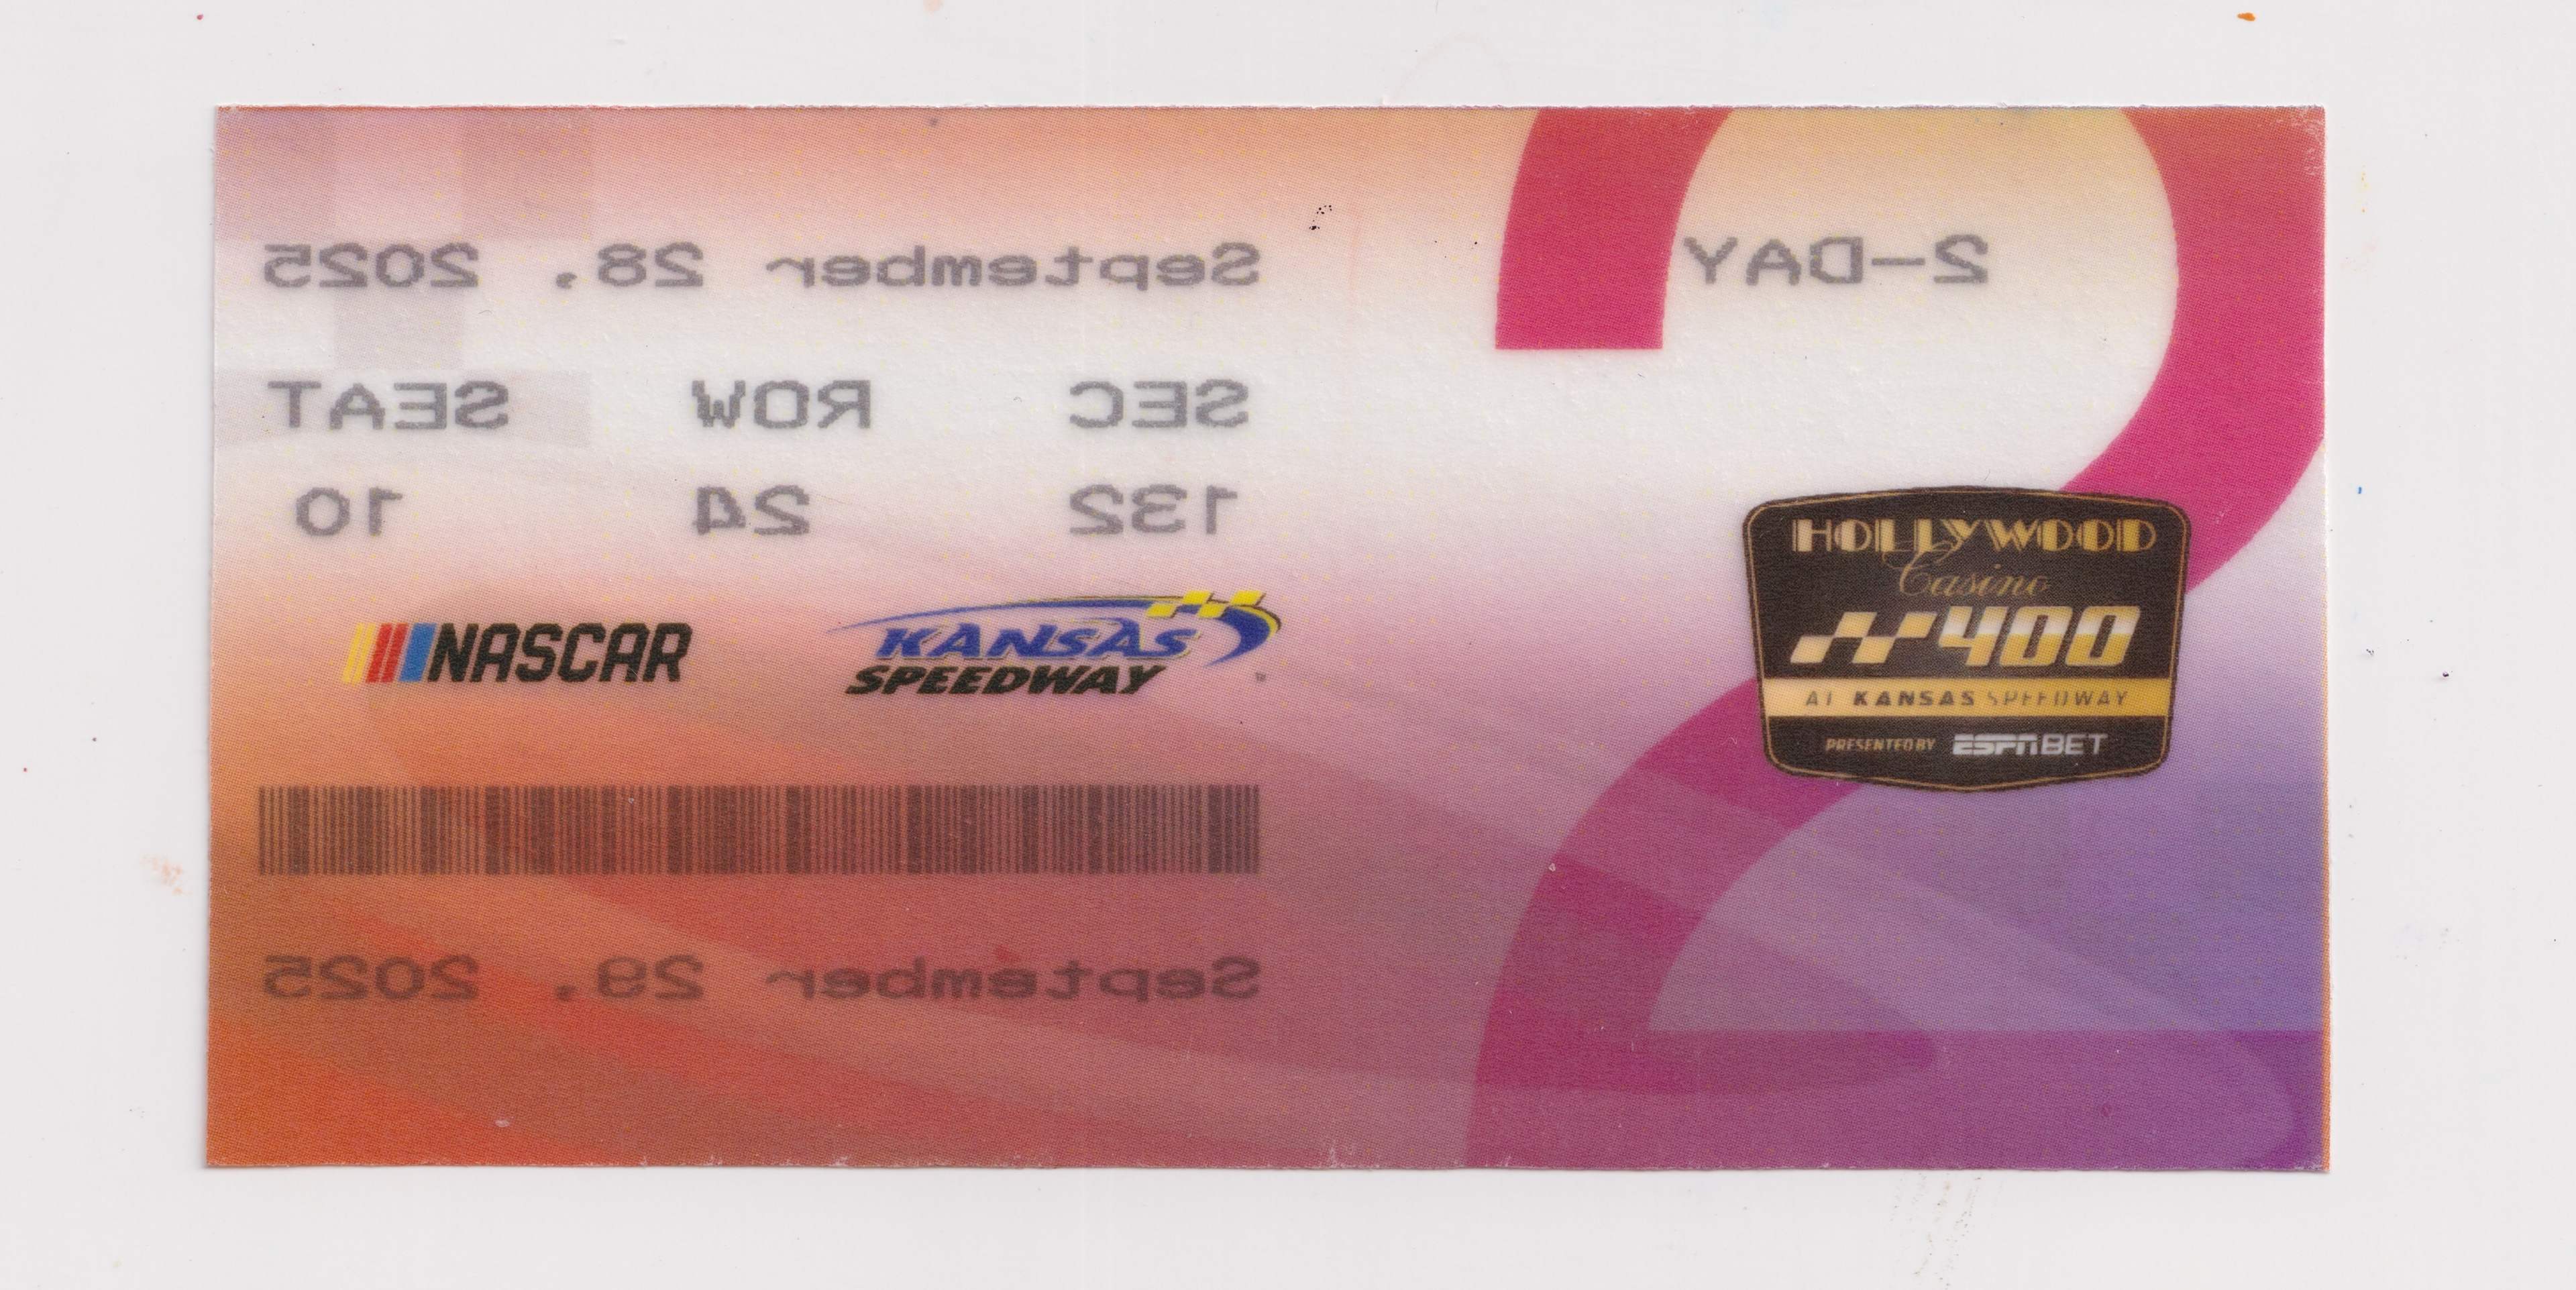 2-DAY
September 28, 2025
SEC ROW SEAT
132 24 10
NASCAR
KANSAS
SPEEDWAY
HOLLYWOOD
Casino
400
AT KANSAS SPEEDWAY
PRESENTED BY ESPN BET
September 29, 2025